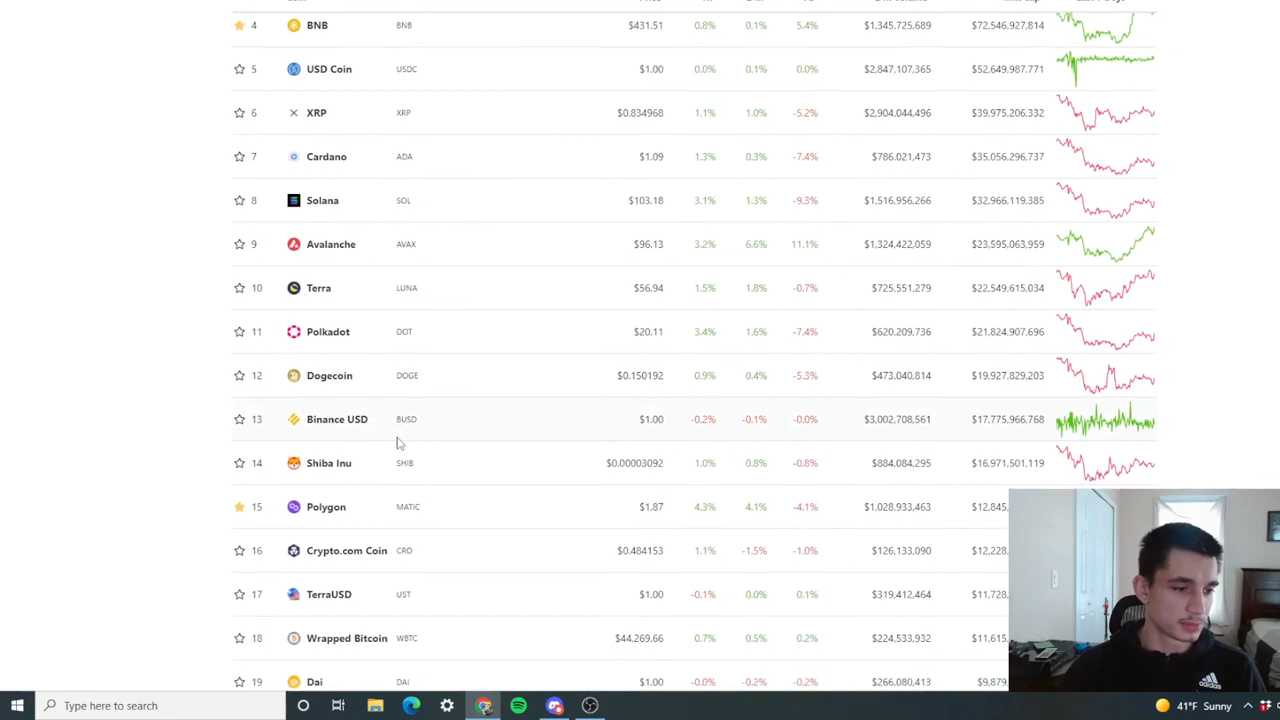 4 BNB BNB $431.51 0.8% 0.1% 5.4% $1,345,725,689 $72,546,927,814
5 USD Coin USDC $1.00 0.0% 0.1% 0.0% $2,847,107,365 $52,649,987,771
6 XRP XRP $0.834968 1.1% 1.0% -5.2% $2,904,044,496 $39,975,206,332
7 Cardano ADA $1.09 1.3% 0.3% -7.4% $786,021,473 $35,056,296,737
8 Solana SOL $103.18 3.1% 1.3% -9.3% $1,516,956,266 $32,966,119,385
9 Avalanche AVAX $96.13 3.2% 6.6% 11.1% $1,324,422,059 $23,595,063,959
10 Terra LUNA $56.94 1.5% 1.8% -0.7% $725,551,279 $22,549,615,034
11 Polkadot DOT $20.11 3.4% 1.6% -7.4% $620,209,736 $21,824,907,696
12 Dogecoin DOGE $0.150192 0.9% 0.4% -5.3% $473,040,814 $19,927,829,203
13 Binance USD BUSD $1.00 -0.2% -0.1% -0.0% $3,002,708,561 $17,775,966,768
14 Shiba Inu SHIB $0.00003092 1.0% 0.8% -0.8% $884,084,295 $16,971,501,119
15 Polygon MATIC $1.87 4.3% 4.1% -4.1% $1,028,933,463 $12,845,
16 Crypto.com Coin CRO $0.484153 1.1% -1.5% -1.0% $126,133,090 $12,228,
17 TerraUSD UST $1.00 -0.1% 0.0% 0.1% $319,412,464 $11,728,
18 Wrapped Bitcoin WBTC $44,269.66 0.7% 0.5% 0.2% $224,533,932 $11,615,
19 Dai DAI $1.00 -0.0% -0.2% -0.2% $266,080,413 $9,879,
adidas
Type here to search 41°F Sunny